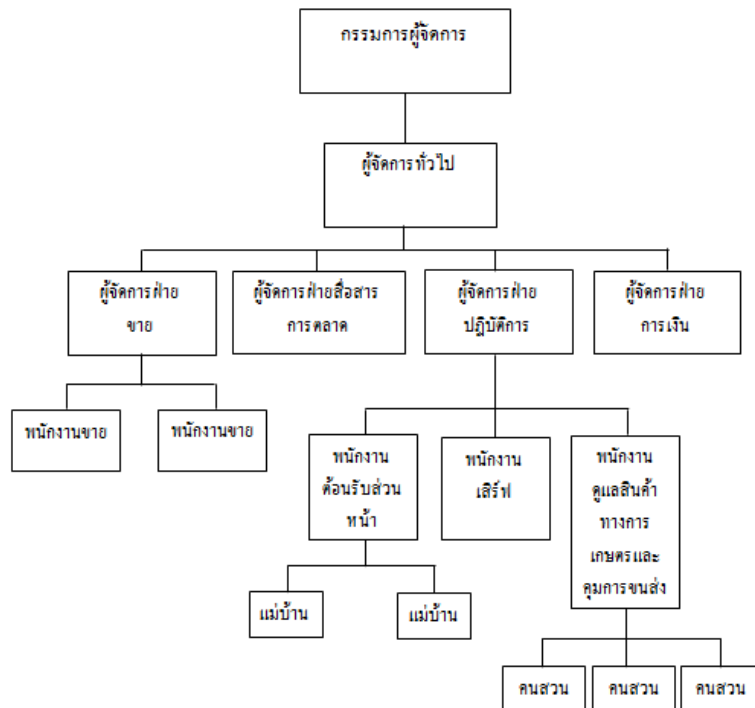 กรรมการผู้จัดการ
ผู้จัดการทั่วไป
ผู้จัดการฝ่าย
ขาย
ผู้จัดการฝ่ายสื่อสาร
การตลาด
ผู้จัดการฝ่าย
ปฏิบัติการ
ผู้จัดการฝ่าย
การเงิน
พนักงานขาย
พนักงานขาย
พนักงาน
ต้อนรับส่วน
หน้า
พนักงาน
เสิร์ฟ
พนักงาน
ดูแลสินค้า
ทางการ
เกษตรและ
คุมการขนส่ง
แม่บ้าน
แม่บ้าน
คนสวน
คนสวน
คนสวน